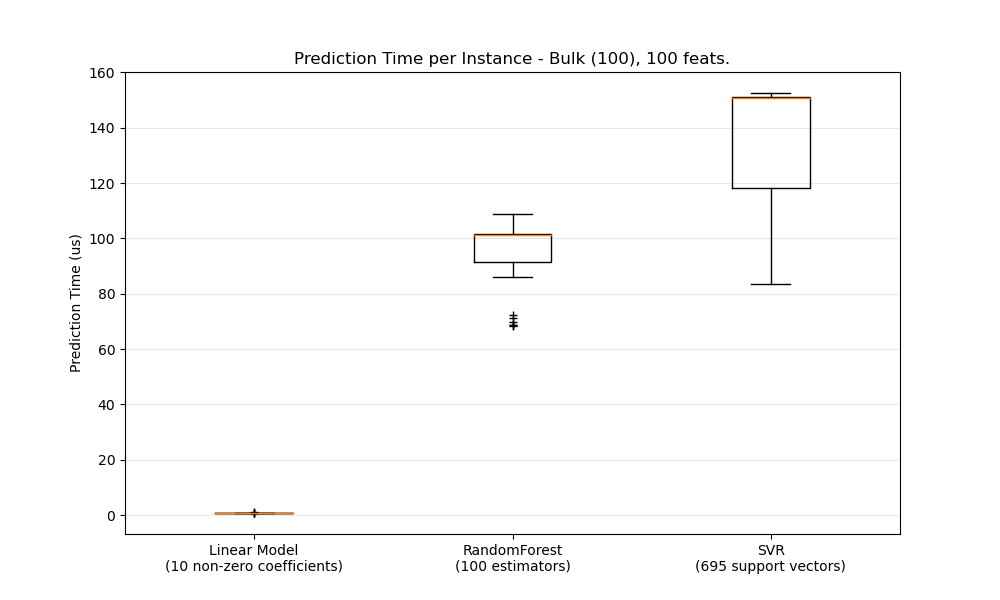 Prediction Time per Instance - Bulk (100), 100 feats.
160
140
120
100
80
60
40
20
0
Prediction Time (us)
Linear Model
(10 non-zero coefficients)
RandomForest
(100 estimators)
SVR
(695 support vectors)